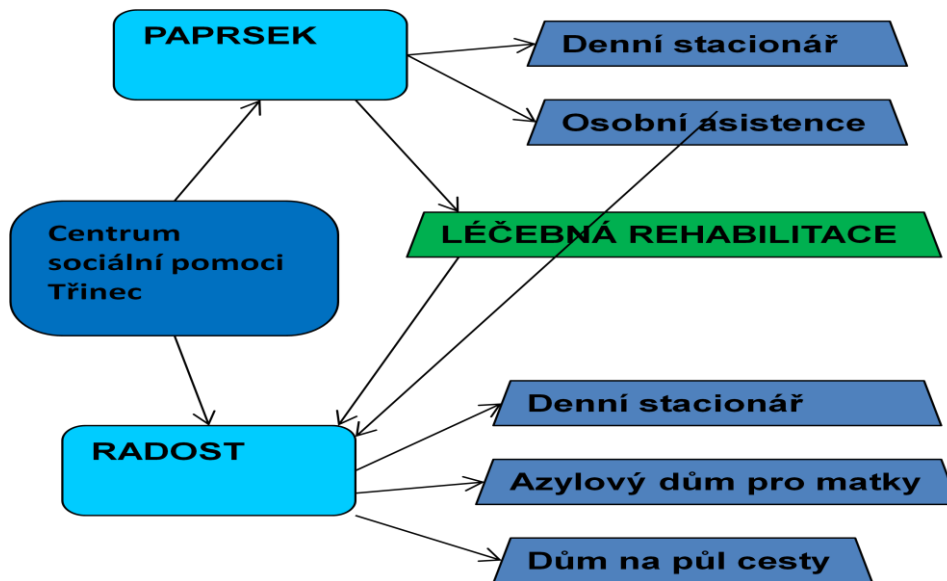 PAPRSEK
Denní stacionář
Osobní asistence
Centrum
sociální pomoci
Třinec
LÉČEBNÁ REHABILITACE
Denní stacionář
RADOST
Azylový dům pro matky
Dům na půl cesty